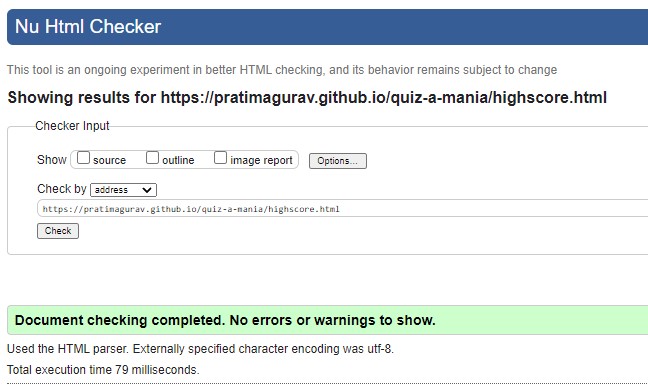 Nu Html Checker
This tool is an ongoing experiment in better HTML checking, and its behavior remains subject to change
Showing results for https://pratimagurav.github.io/quiz-a-mania/highscore.html
Checker Input
Show source outline image report Options...
Check by address
https://pratimagurav.github.io/quiz-a-mania/highscore.html
Check
Document checking completed. No errors or warnings to show.
Used the HTML parser. Externally specified character encoding was utf-8.
Total execution time 79 milliseconds.